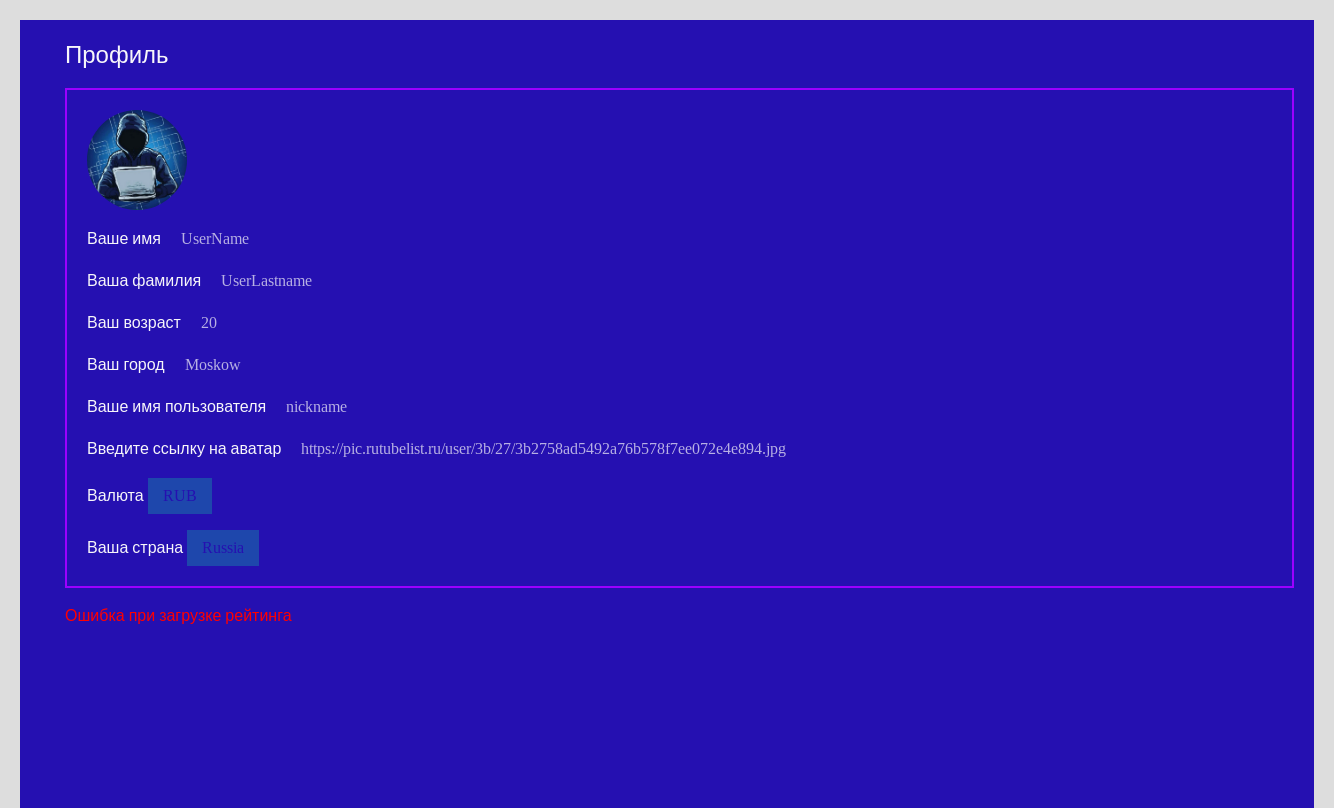 Профиль
Ваше имя UserName
Ваша фамилия UserLastname
Ваш возраст 20
Ваш город Moskow
Ваше имя пользователя nickname
Введите ссылку на аватар https://pic.rutubelist.ru/user/3b/27/3b2758ad5492a76b578f7ee072e4e894.jpg
Валюта RUB
Ваша страна Russia
Ошибка при загрузке рейтинга